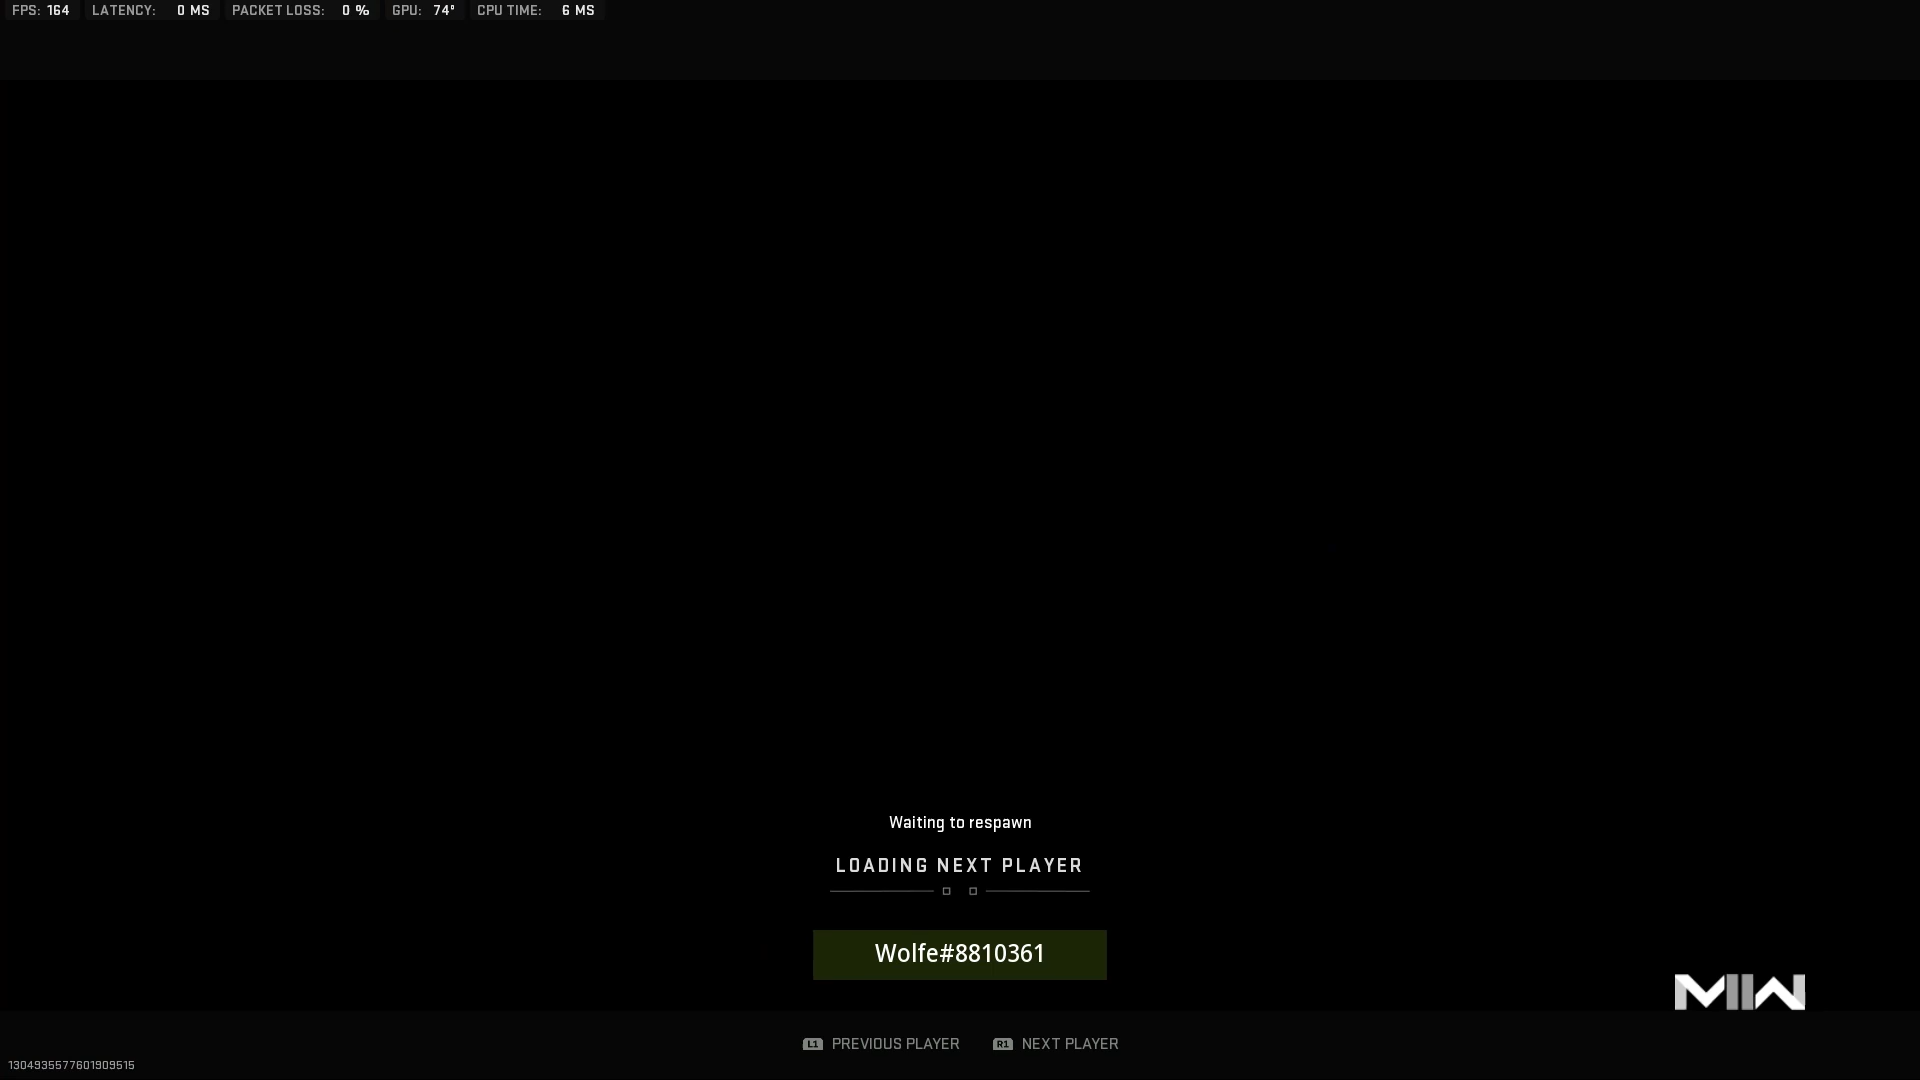 FPS: 164 LATENCY: 0 MS PACKET LOSS: 0 % GPU: 74° CPU TIME: 6 MS
Waiting to respawn
LOADING NEXT PLAYER
Wolfe#8810361
MW
L1 PREVIOUS PLAYER R1 NEXT PLAYER
1304935577601909515